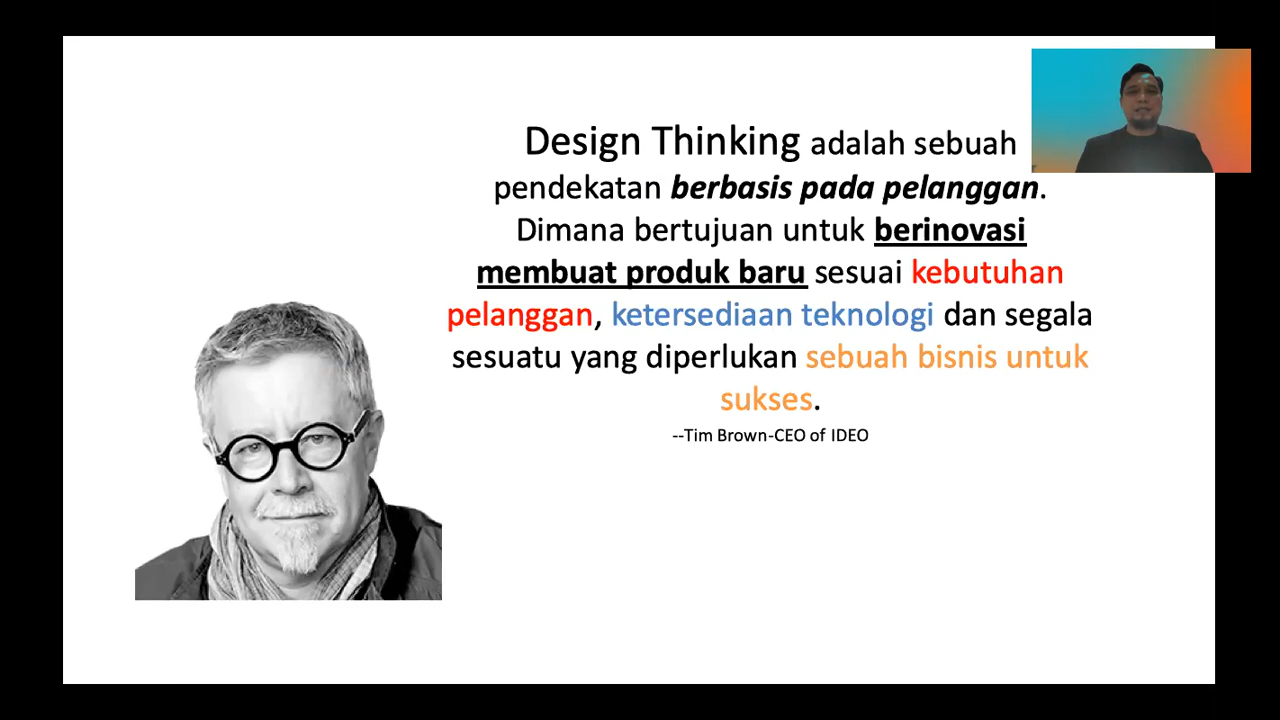 Design Thinking adalah sebuah
pendekatan berbasis pada pelanggan.
Dimana bertujuan untuk berinovasi
membuat produk baru sesuai kebutuhan
pelanggan, ketersediaan teknologi dan segala
sesuatu yang diperlukan sebuah bisnis untuk
sukses.
--Tim Brown-CEO of IDEO